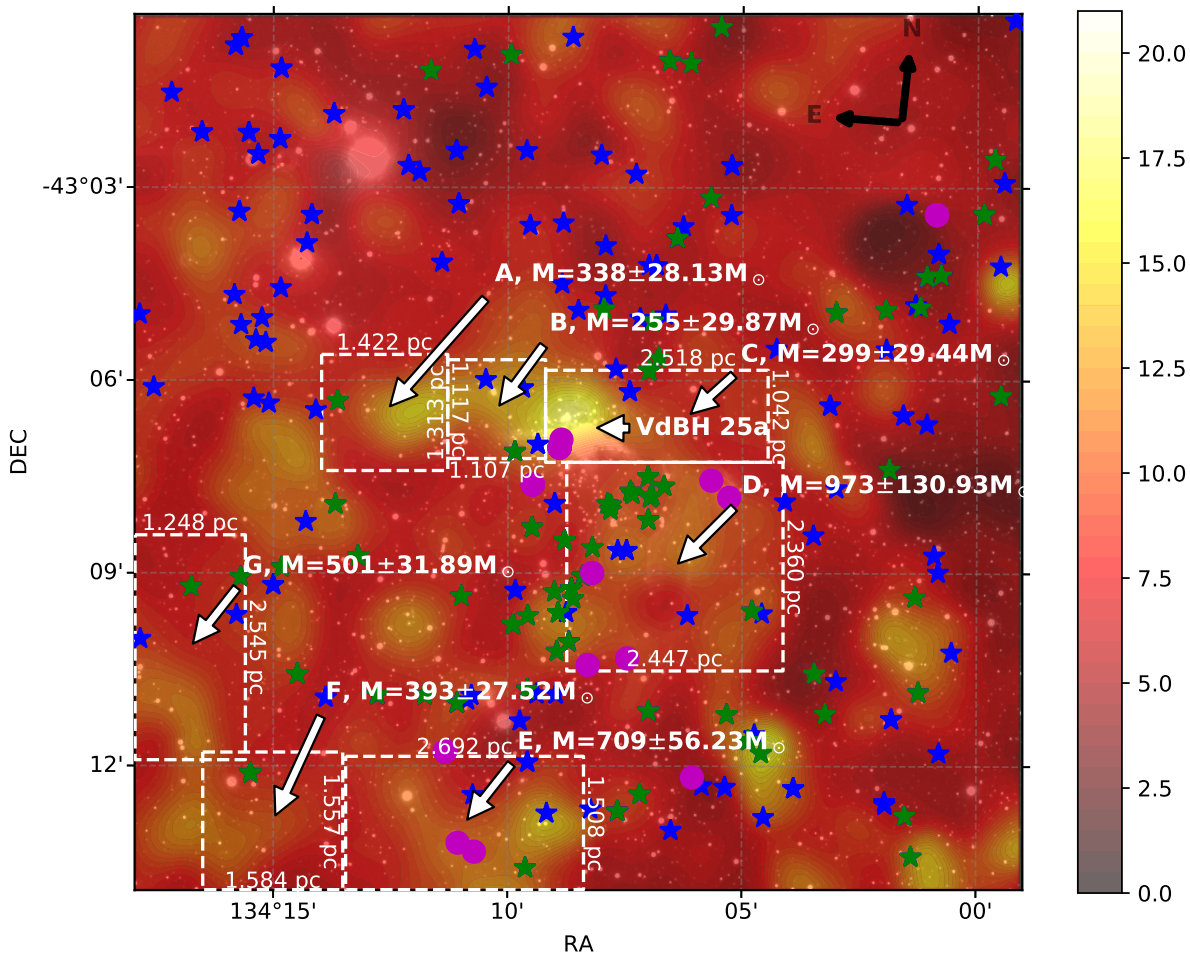 N
E
20.0
17.5
15.0
12.5
10.0
7.5
5.0
2.5
0.0
-43°03'
06'
09'
12'
DEC
A, M=338±28.13M⊙
B, M=255±29.87M⊙
1.422 pc
2.518 pc
C, M=299±29.44M⊙
1.313 pc
1.117 pc
1.042 pc
VdBH 25a
1.107 pc
D, M=973±130.93M⊙
1.248 pc
2.360 pc
G, M=501±31.89M⊙
2.545 pc
2.447 pc
F, M=393±27.52M⊙
2.692 pc
E, M=709±56.23M⊙
1.557 pc
1.508 pc
1.584 pc
134°15'
10'
05'
00'
RA